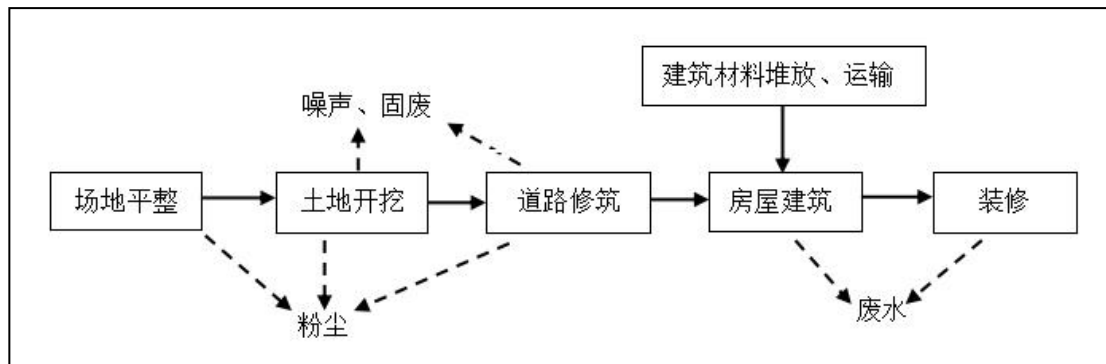 建筑材料堆放、运输
噪声、固废
场地平整
土地开挖
道路修筑
房屋建筑
装修
粉尘
废水